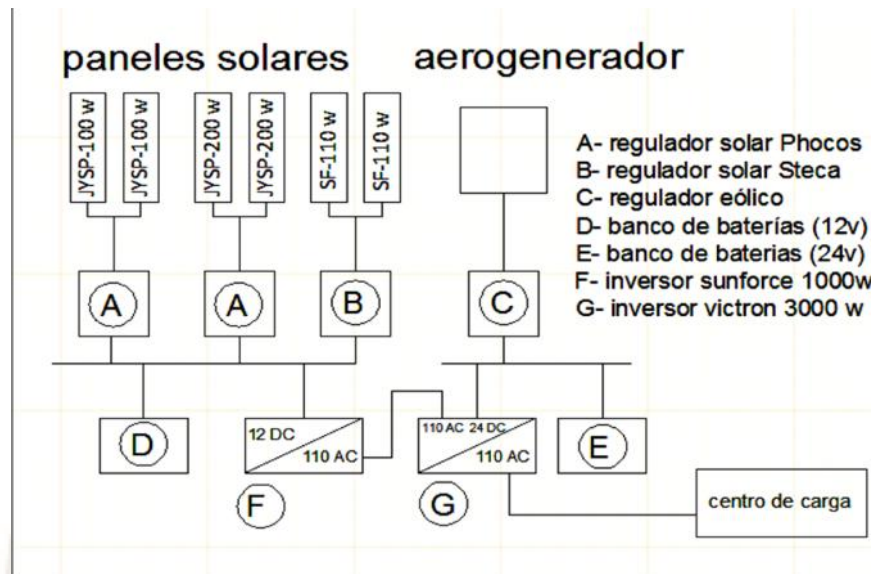 paneles solares
aerogenerador
JYSP-100 w
JYSP-100 w
JYSP-200 w
JYSP-200 w
SF-110 w
SF-110 w
A- regulador solar Phocos
B- regulador solar Steca
C- regulador eólico
D- banco de baterías (12v)
E- banco de baterias (24v)
F- inversor sunforce 1000w
G- inversor victron 3000 w
A
A
B
C
D
12 DC
110 AC
110 AC 24 DC
110 AC
E
F
G
centro de carga